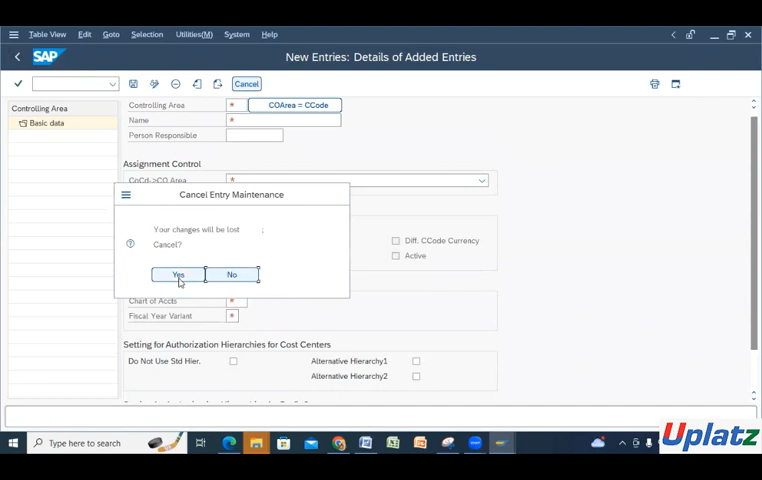 Table View Edit Goto Selection Utilities(M) System Help
SAP
New Entries: Details of Added Entries
Cancel
Controlling Area
Basic data
Controlling Area * COArea = CCode
Name *
Person Responsible
Assignment Control
CoCd->CO Area *
Cancel Entry Maintenance
Your changes will be lost ;
Cancel?
Yes No
Diff. CCode Currency
Active
Chart of Accts *
Fiscal Year Variant *
Setting for Authorization Hierarchies for Cost Centers
Do Not Use Std Hier. Alternative Hierarchy1
Alternative Hierarchy2
Type here to search
Uplatz